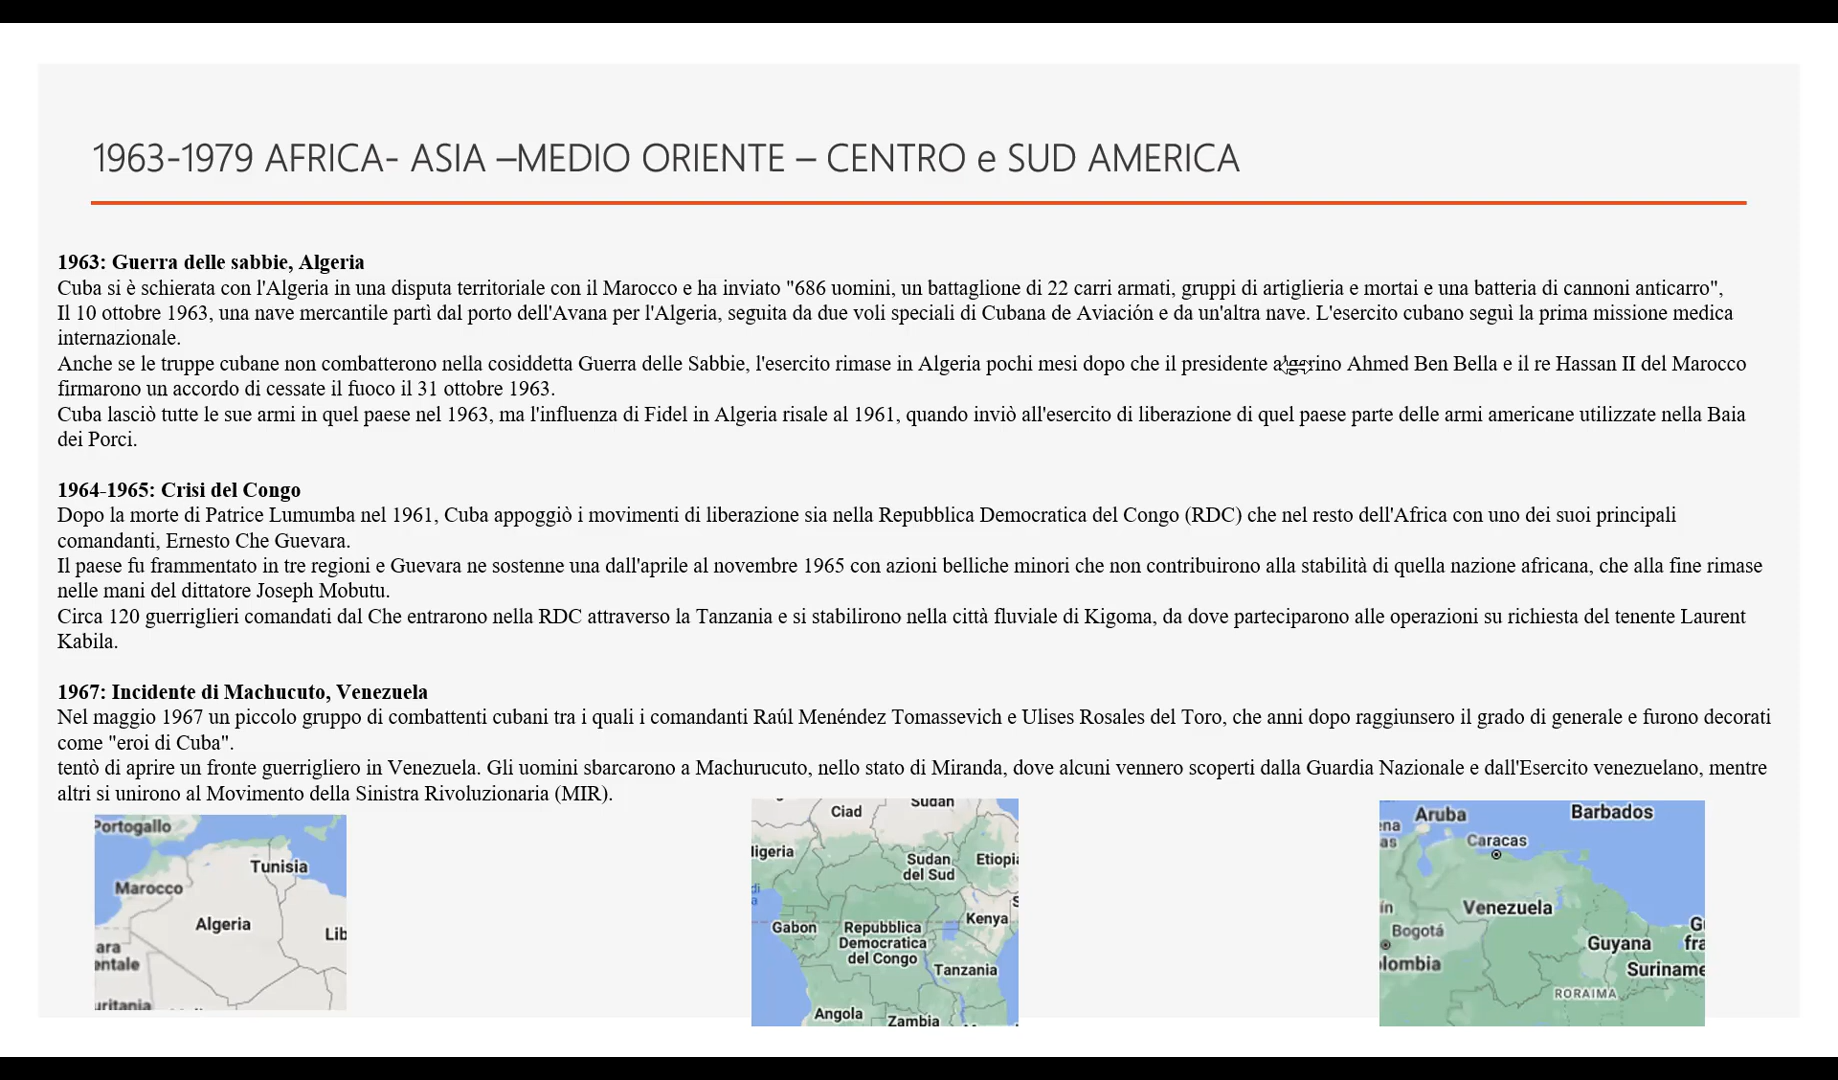 1963-1979 AFRICA- ASIA –MEDIO ORIENTE – CENTRO e SUD AMERICA
1963: Guerra delle sabbie, Algeria
Cuba si è schierata con l'Algeria in una disputa territoriale con il Marocco e ha inviato "686 uomini, un battaglione di 22 carri armati, gruppi di artiglieria e mortai e una batteria di cannoni anticarro",
Il 10 ottobre 1963, una nave mercantile partì dal porto dell'Avana per l'Algeria, seguita da due voli speciali di Cubana de Aviación e da un'altra nave. L'esercito cubano seguì la prima missione medica
internazionale.
Anche se le truppe cubane non combatterono nella cosiddetta Guerra delle Sabbie, l'esercito rimase in Algeria pochi mesi dopo che il presidente algerino Ahmed Ben Bella e il re Hassan II del Marocco
firmarono un accordo di cessate il fuoco il 31 ottobre 1963.
Cuba lasciò tutte le sue armi in quel paese nel 1963, ma l'influenza di Fidel in Algeria risale al 1961, quando inviò all'esercito di liberazione di quel paese parte delle armi americane utilizzate nella Baia
dei Porci.
1964-1965: Crisi del Congo
Dopo la morte di Patrice Lumumba nel 1961, Cuba appoggiò i movimenti di liberazione sia nella Repubblica Democratica del Congo (RDC) che nel resto dell'Africa con uno dei suoi principali
comandanti, Ernesto Che Guevara.
Il paese fu frammentato in tre regioni e Guevara ne sostenne una dall'aprile al novembre 1965 con azioni belliche minori che non contribuirono alla stabilità di quella nazione africana, che alla fine rimase
nelle mani del dittatore Joseph Mobutu.
Circa 120 guerriglieri comandati dal Che entrarono nella RDC attraverso la Tanzania e si stabilirono nella città fluviale di Kigoma, da dove parteciparono alle operazioni su richiesta del tenente Laurent
Kabila.
1967: Incidente di Machucuto, Venezuela
Nel maggio 1967 un piccolo gruppo di combattenti cubani tra i quali i comandanti Raúl Menéndez Tomassevich e Ulises Rosales del Toro, che anni dopo raggiunsero il grado di generale e furono decorati
come "eroi di Cuba".
tentò di aprire un fronte guerrigliero in Venezuela. Gli uomini sbarcarono a Machurucuto, nello stato di Miranda, dove alcuni vennero scoperti dalla Guardia Nazionale e dall'Esercito venezuelano, mentre
altri si unirono al Movimento della Sinistra Rivoluzionaria (MIR).
Portogallo
Tunisia
Marocco
Algeria
Lib
ara
entale
uritania
Sudan
Ciad
ligeria
Sudan
del Sud
Etiopia
di
Kenya
Gabon
Repubblica
Democratica
del Congo
Tanzania
Angola
Zambia
Aruba
Barbados
ena
as
Caracas
ín
Venezuela
Bogotá
Guyana
fra
lombia
Suriname
RORAIMA